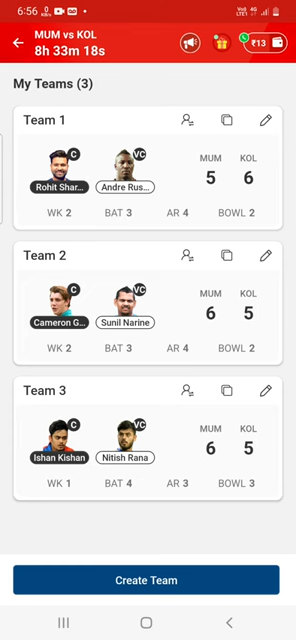 6:56
VoLTE1 4G
MUM vs KOL
8h 33m 18s
₹13
My Teams (3)
Team 1
C
VC
Rohit Shar...
Andre Rus...
MUM
KOL
5
6
WK 2
BAT 3
AR 4
BOWL 2
Team 2
C
VC
Cameron G...
Sunil Narine
MUM
KOL
6
5
WK 2
BAT 3
AR 4
BOWL 2
Team 3
C
VC
Ishan Kishan
Nitish Rana
MUM
KOL
6
5
WK 1
BAT 4
AR 3
BOWL 3
Create Team